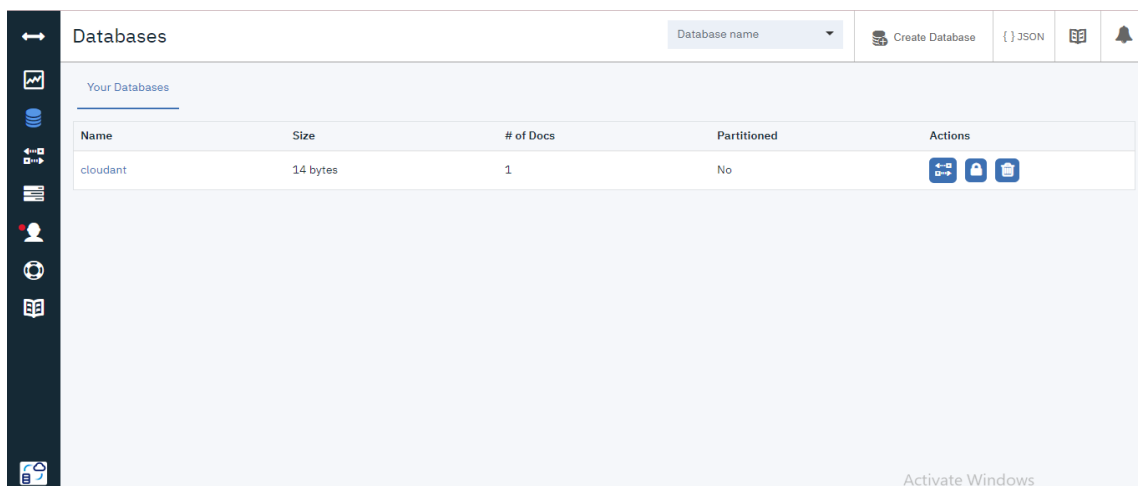 Databases
Database name
Create Database
{ } JSON
Your Databases
Name Size # of Docs Partitioned Actions
cloudant 14 bytes 1 No
Activate Windows